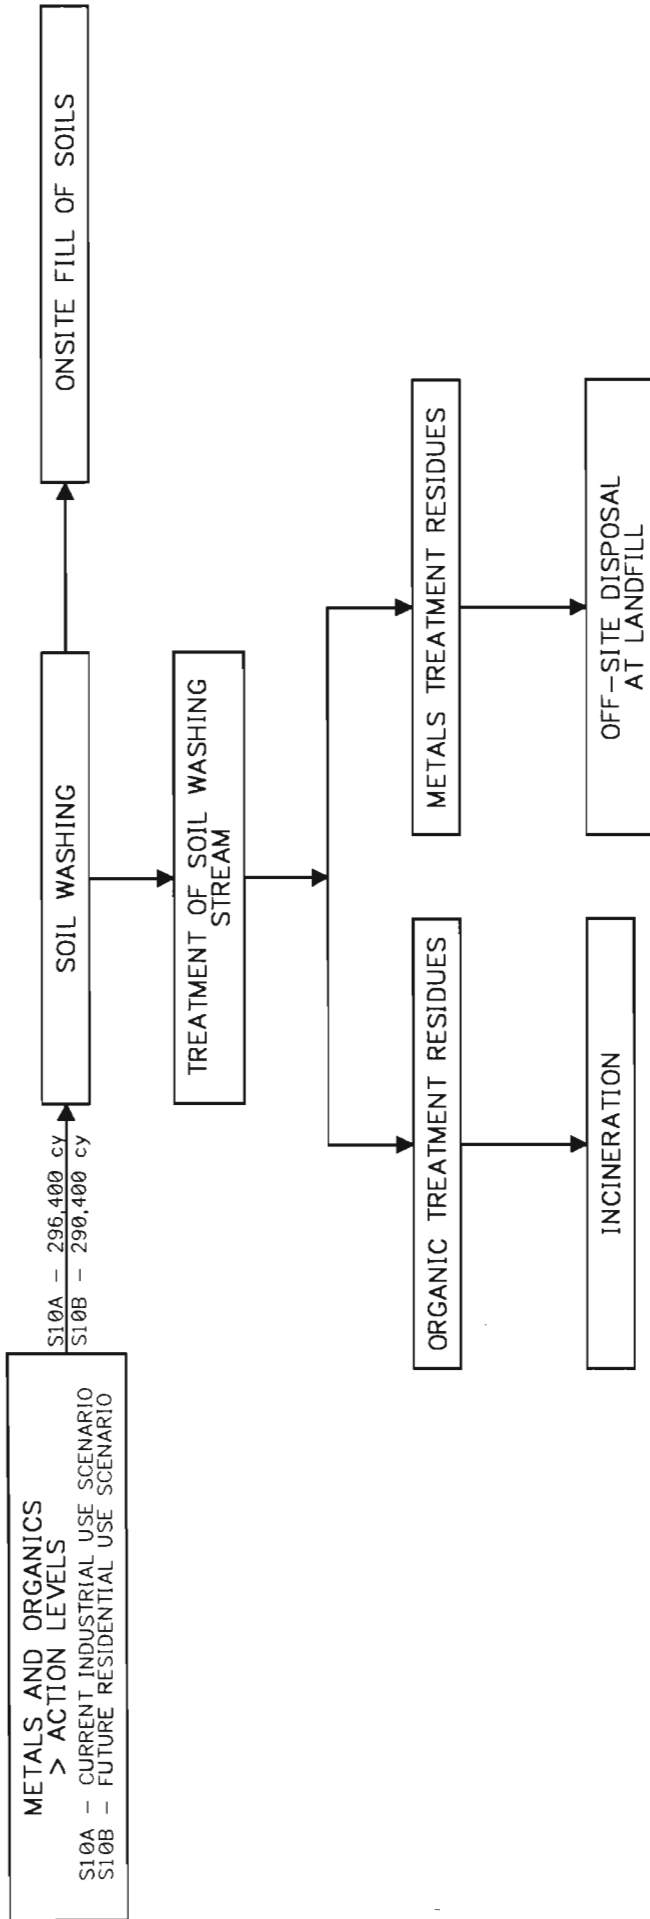 METALS AND ORGANICS
> ACTION LEVELS
S10A – CURRENT INDUSTRIAL USE SCENARIO
S10B – FUTURE RESIDENTIAL USE SCENARIO
S10A – 296,400 cy
S10B – 290,400 cy
SOIL WASHING
ONSITE FILL OF SOILS
TREATMENT OF SOIL WASHING
STREAM
ORGANIC TREATMENT RESIDUES
METALS TREATMENT RESIDUES
INCINERATION
OFF–SITE DISPOSAL
AT LANDFILL